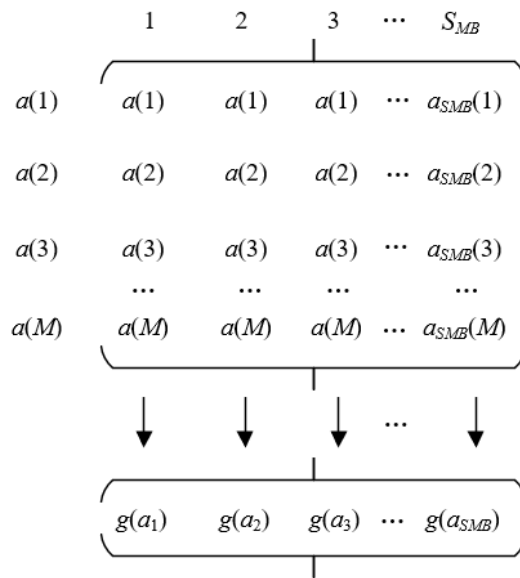 1 2 3 ... S_MB
a(1) a(1) a(1) a(1) ... a_SMB(1)
a(2) a(2) a(2) a(2) ... a_SMB(2)
a(3) a(3) a(3) a(3) ... a_SMB(3)
... ... ... ...
a(M) a(M) a(M) a(M) ... a_SMB(M)
...
g(a_1) g(a_2) g(a_3) ... g(a_SMB)